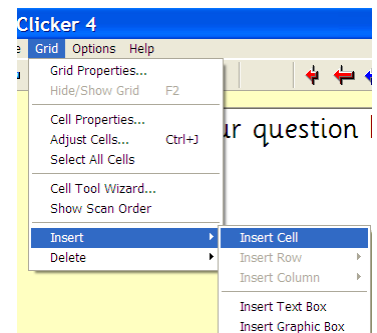 Clicker 4
Grid Options Help
Grid Properties...
Hide/Show Grid F2
Cell Properties...
Adjust Cells... Ctrl+J
Select All Cells
ur question
Cell Tool Wizard...
Show Scan Order
Insert
Delete
Insert Cell
Insert Row
Insert Column
Insert Text Box
Insert Graphic Box